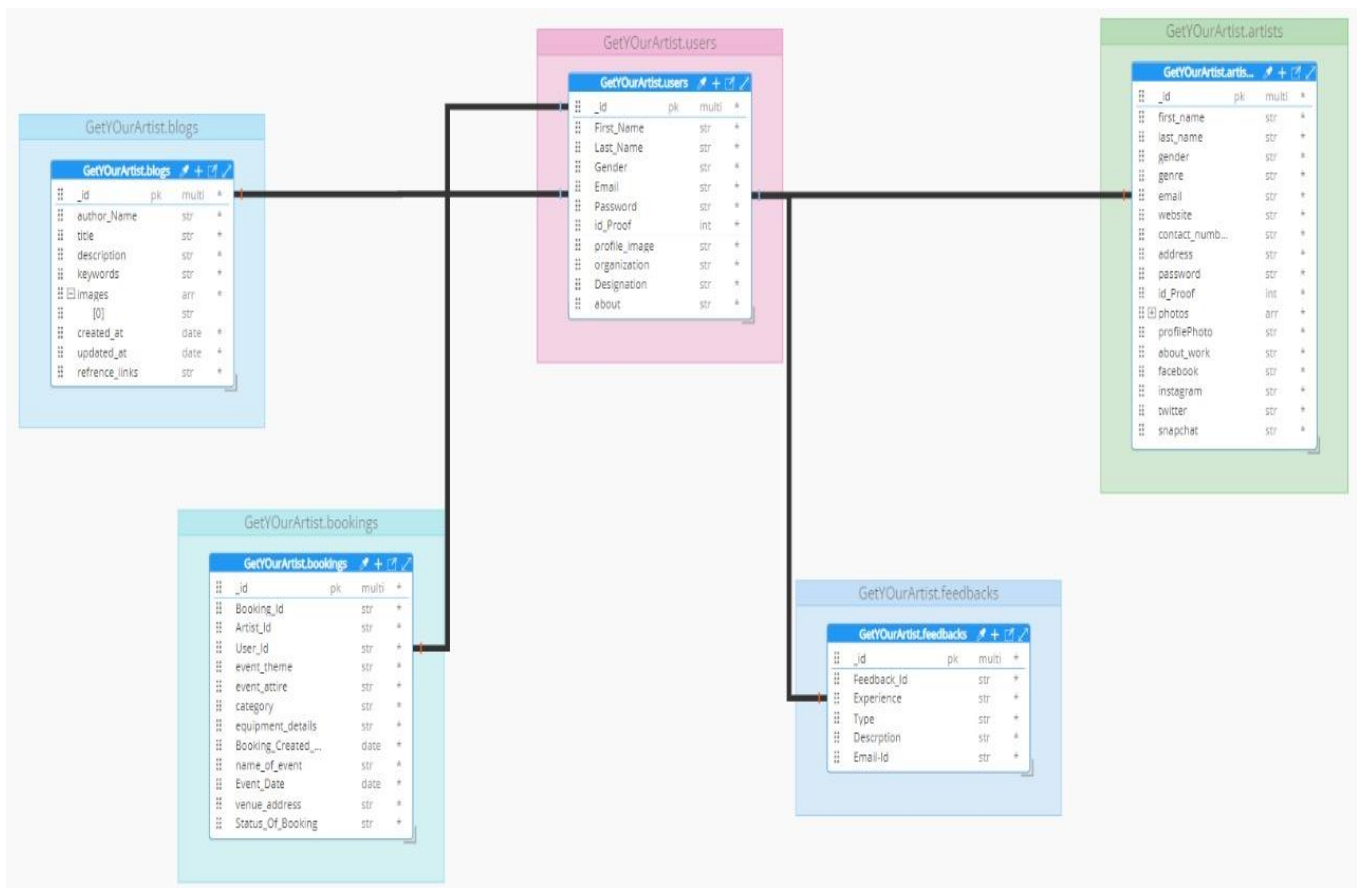 GetYOurArtist.blogs
GetYOurArtist.blogs
_id pk multi *
author_Name str *
title str *
description str *
keywords str *
images arr *
[0] str
created_at date *
updated_at date *
refrence_links str *
GetYOurArtist.users
GetYOurArtist.users
_id pk multi *
First_Name str *
Last_Name str *
Gender str *
Email str *
Password str *
id_Proof int *
profile_image str *
organization str *
Designation str *
about str *
GetYOurArtist.artists
GetYOurArtist.artis...
_id pk multi *
first_name str *
last_name str *
gender str *
genre str *
email str *
website str *
contact_numb... str *
address str *
password str *
id_Proof int *
photos arr *
profilePhoto str *
about_work str *
facebook str *
instagram str *
twitter str *
snapchat str *
GetYOurArtist.bookings
GetYOurArtist.bookings
_id pk multi *
Booking_Id str *
Artist_Id str *
User_Id str *
event_theme str *
event_attire str *
category str *
equipment_details str *
Booking_Created_... date *
name_of_event str *
Event_Date date *
venue_address str *
Status_Of_Booking str *
GetYOurArtist.feedbacks
GetYOurArtist.feedbacks
_id pk multi *
Feedback_Id str *
Experience str *
Type str *
Descrption str *
Email-Id str *